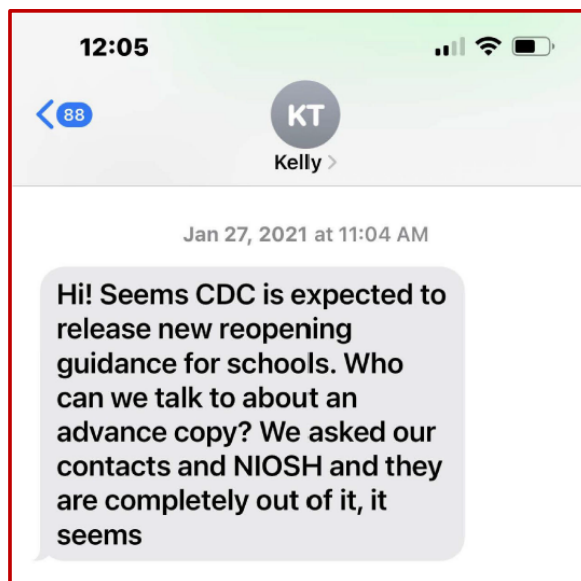 12:05
88
KT
Kelly
Jan 27, 2021 at 11:04 AM
Hi! Seems CDC is expected to
release new reopening
guidance for schools. Who
can we talk to about an
advance copy? We asked our
contacts and NIOSH and they
are completely out of it, it
seems